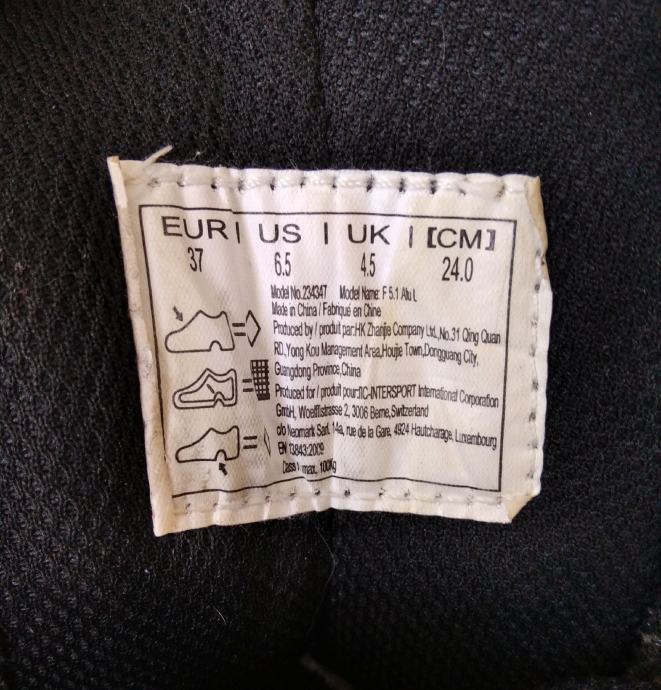 EUR | US | UK | [CM]
37 6.5 4.5 24.0
Model No.234347 Model Name: F 5.1 Alu L
Made in China / Fabriqué en Chine
Produced by / produit par:HK Zhanjie Company Ltd.,No.31 Qing Quan
RD,Yong Kou Management Area,Houjie Town,Dongguang City,
Guangdong Province,China
Produced for / produit pour:IIC-INTERSPORT International Corporation
GmbH, Woelfflistrasse 2, 3006 Berne,Switzerland
c/o Neomark Sarl. 14a, rue de la Gare, 4924 Hautcharage, Luxembourg
EN 13843:2009
Class max. 100kg